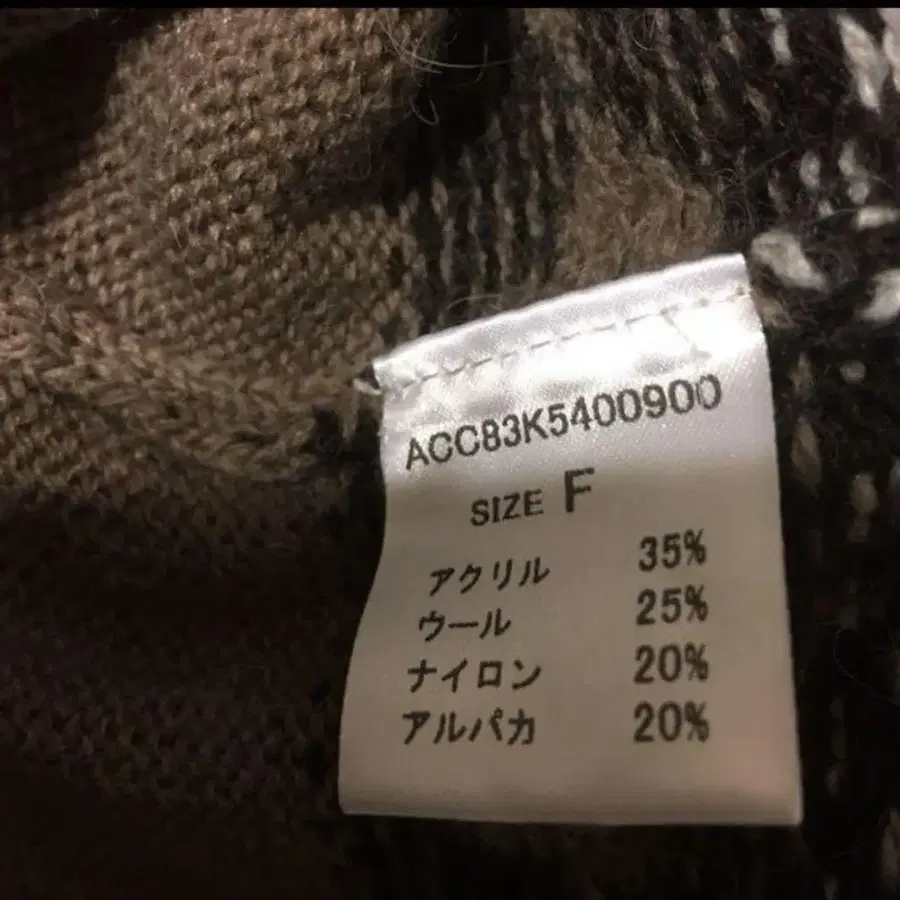 ACC83K5400900
SIZE F
アクリル 35%
ウール 25%
ナイロン 20%
アルパカ 20%